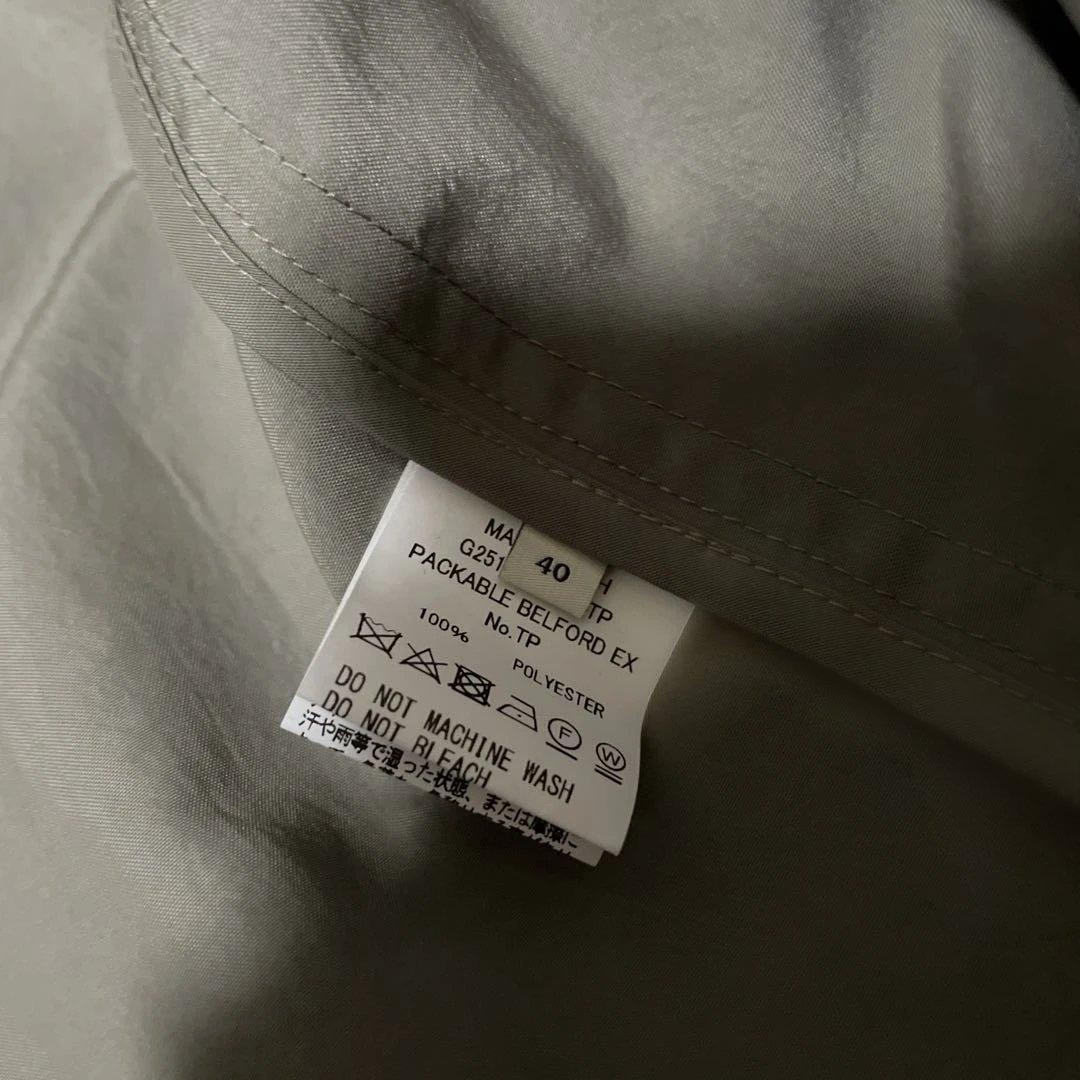 40
MA
G251 H
TP
PACKABLE BELFORD EX
No.TP
100% POLYESTER
F W
DO NOT MACHINE WASH
DO NOT BLEACH
汗や雨等で湿った状態、または摩擦に